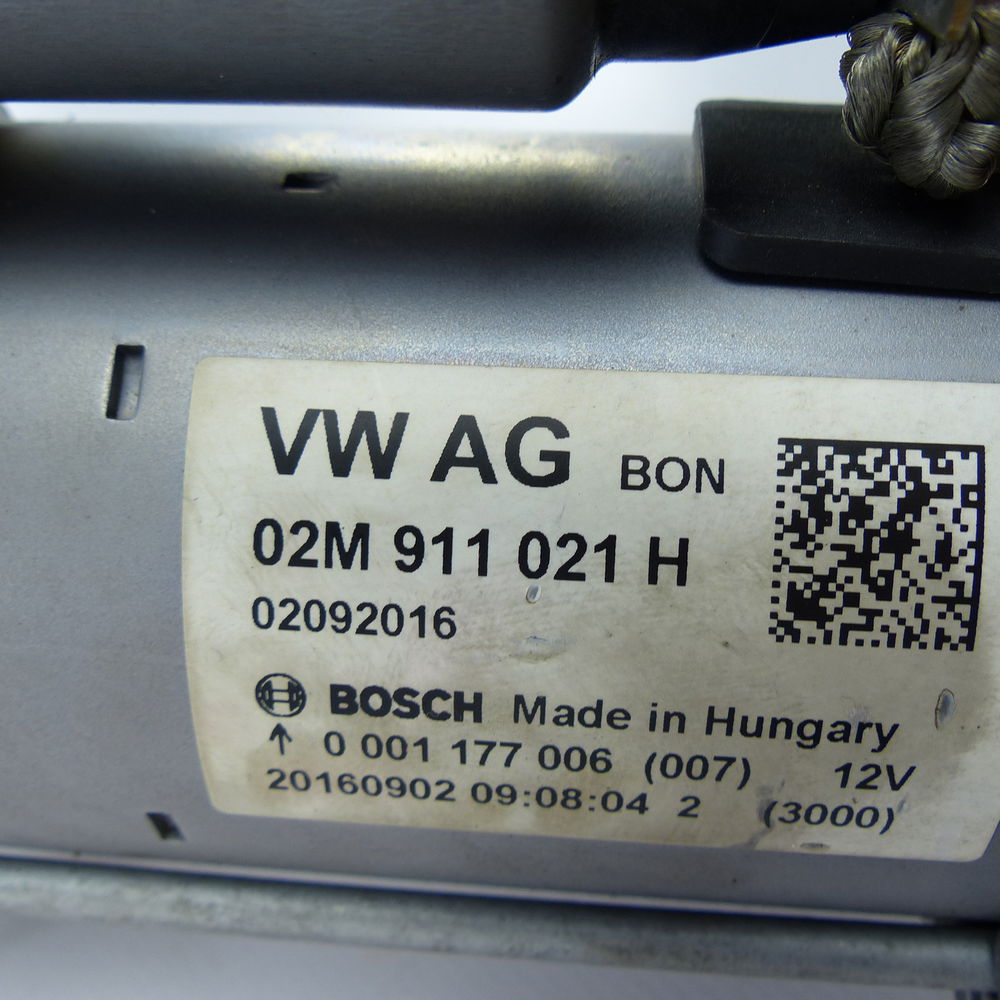 VW AG BON
02M 911 021 H
02092016
BOSCH Made in Hungary
↑ 0 001 177 006 (007) 12V
20160902 09:08:04 2 (3000)